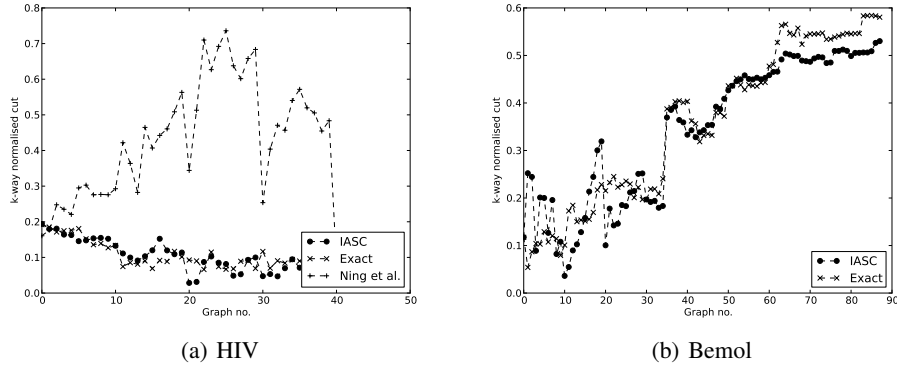 0.8
0.7
0.6
0.5
0.4
0.3
0.2
0.1
0.0
k-way normalised cut
0 10 20 30 40 50
Graph no.
IASC
Exact
Ning et al.
(a) HIV
0.6
0.5
0.4
0.3
0.2
0.1
0.0
k-way normalised cut
0 10 20 30 40 50 60 70 80 90
Graph no.
IASC
Exact
(b) Bemol